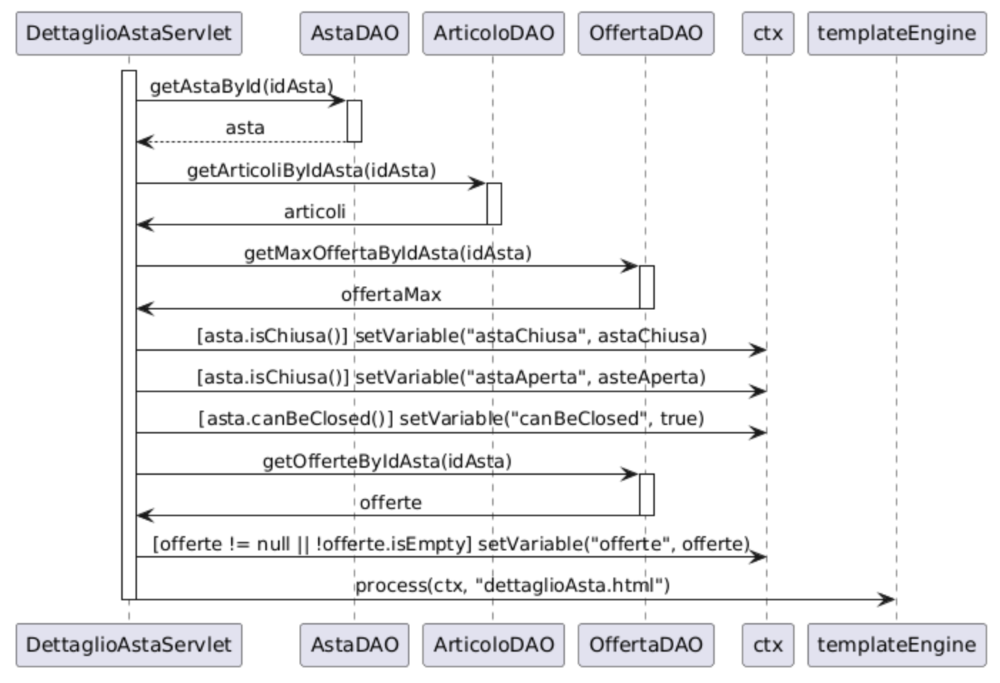 DettaglioAstaServlet AstaDAO ArticoloDAO OffertaDAO ctx templateEngine
getAstaById(idAsta)
asta
getArticoliByIdAsta(idAsta)
articoli
getMaxOffertaByIdAsta(idAsta)
offertaMax
[asta.isChiusa()] setVariable("astaChiusa", astaChiusa)
[asta.isChiusa()] setVariable("astaAperta", asteAperta)
[asta.canBeClosed()] setVariable("canBeClosed", true)
getOfferteByIdAsta(idAsta)
offerte
[offerte != null || !offerte.isEmpty] setVariable("offerte", offerte)
process(ctx, "dettaglioAsta.html")
DettaglioAstaServlet AstaDAO ArticoloDAO OffertaDAO ctx templateEngine